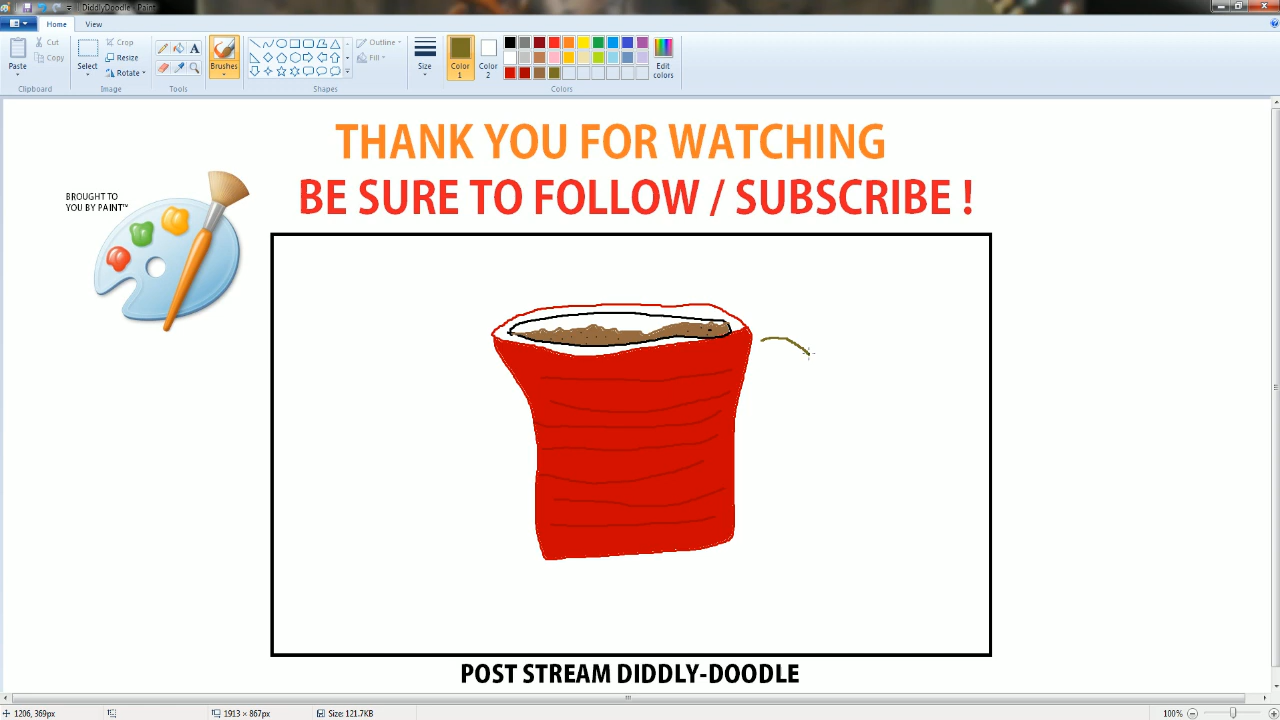 DiddlyDoodle - Paint
Home View
Paste
Cut
Copy
Clipboard
Select
Crop
Resize
Rotate
Image
A
Tools
Brushes
Outline
Fill
Shapes
Size
Color 1
Color 2
Edit colors
Colors
THANK YOU FOR WATCHING
BE SURE TO FOLLOW / SUBSCRIBE !
BROUGHT TO
YOU BY PAINT™
POST STREAM DIDDLY-DOODLE
1206, 369px
1913 × 867px
Size: 121.7KB
100%